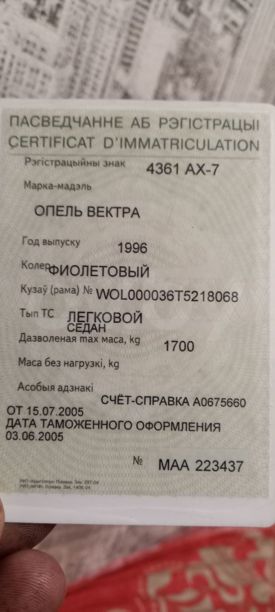 ПАСВЕДЧАННЕ АБ РЭГІСТРАЦЫІ
CERTIFICAT D'IMMATRICULATION
Рэгістрацыйны знак 4361 АХ-7
Марка-мадэль
ОПЕЛЬ ВЕКТРА
Год выпуску 1996
Колер ФИОЛЕТОВЫЙ
Кузаў (рама) № WOL000036T5218068
Тып ТС ЛЕГКОВОЙ
СЕДАН
Дазволеная max маса, kg 1700
Маса без нагрузкі, kg
Асобыя адзнакі
СЧЁТ-СПРАВКА А0675660
ОТ 15.07.2005
ДАТА ТАМОЖЕННОГО ОФОРМЛЕНИЯ
03.06.2005
№ МАА 223437